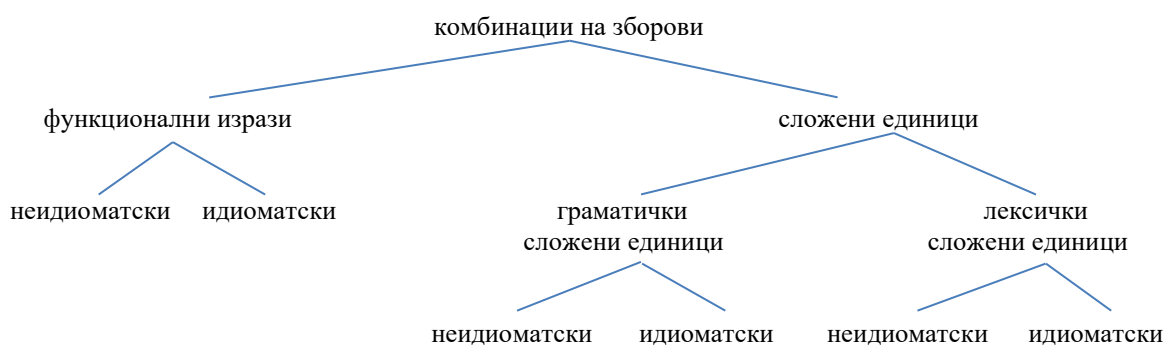 комбинации на зборови
функционални изрази
сложени единици
неидиоматски
идиоматски
граматички
сложени единици
лексички
сложени единици
неидиоматски
идиоматски
неидиоматски
идиоматски